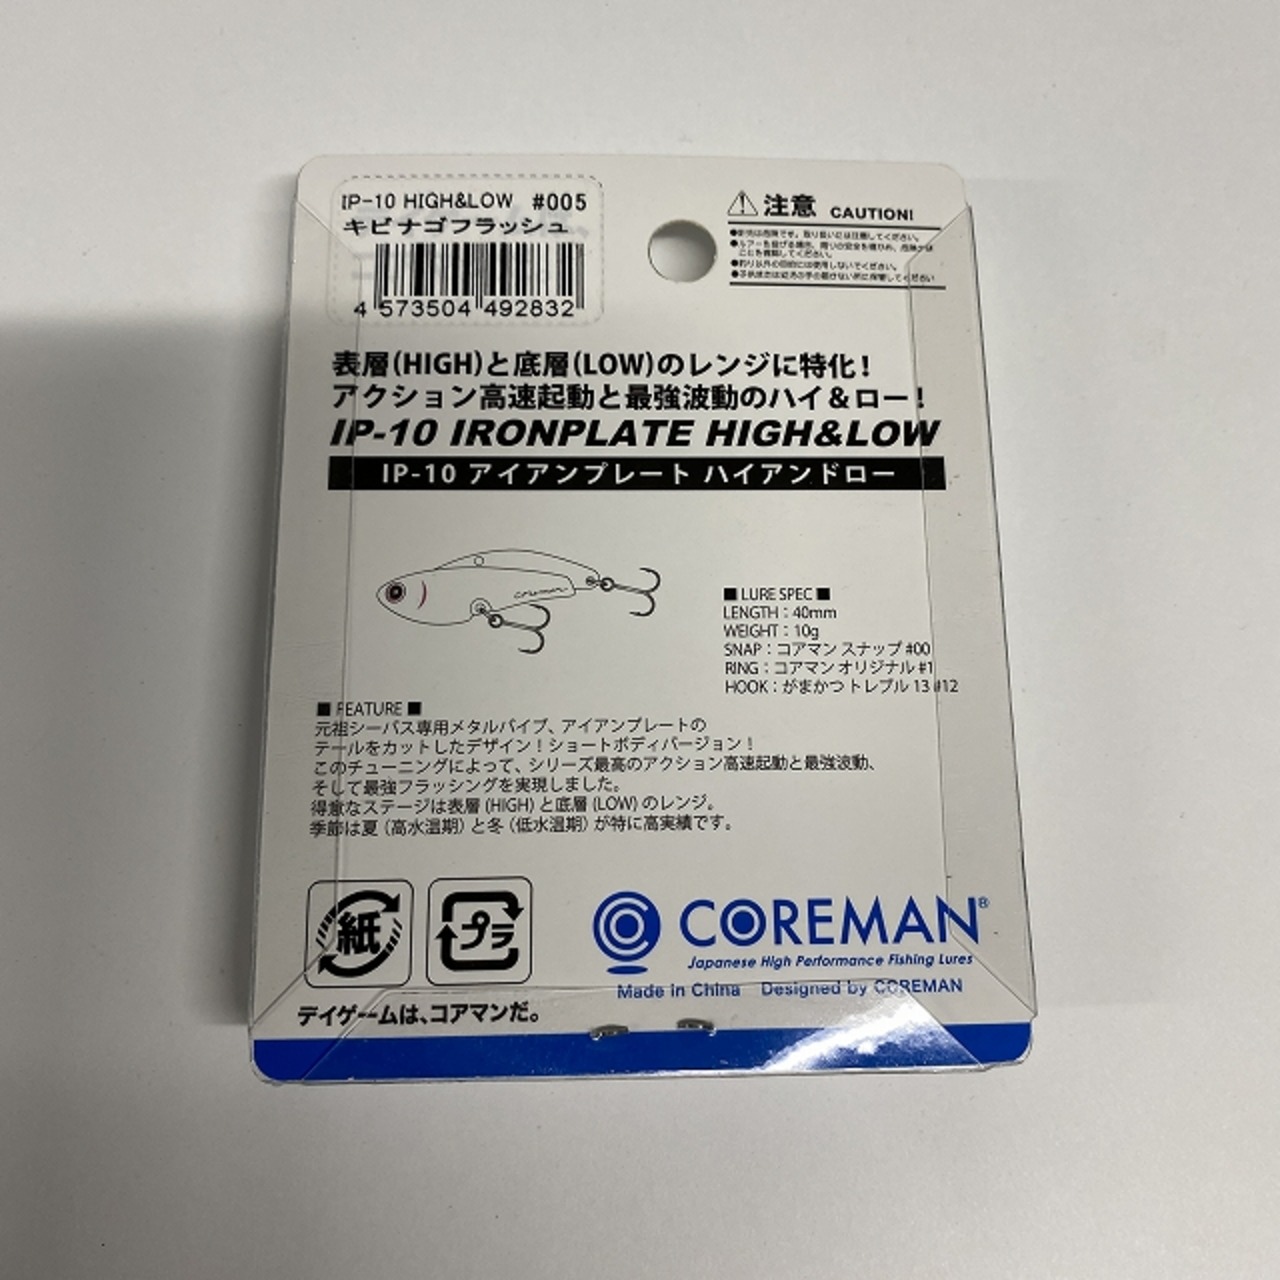 IP-10 HIGH&LOW #005
キビナゴフラッシュ
4 573504 492832
注意 CAUTION!
表層(HIGH)と底層(LOW)のレンジに特化!
アクション高速起動と最強波動のハイ&ロー!
IP-10 IRONPLATE HIGH&LOW
IP-10 アイアンプレート ハイアンドロー
coreman
■ LURE SPEC ■
LENGTH:40mm
WEIGHT:10g
SNAP:コアマン スナップ #00
RING:コアマン オリジナル #1
HOOK:がまかつ トレブル 13 #12
■ FEATURE ■
元祖シーバス専用メタルバイブ、アイアンプレートの
テールをカットしたデザイン!ショートボディバージョン!
このチューニングによって、シリーズ最高のアクション高速起動と最強波動、
そして最強フラッシングを実現しました。
得意なステージは表層 (HIGH) と底層 (LOW) のレンジ。
季節は夏(高水温期)と冬(低水温期)が特に高実績です。
紙
プラ
COREMAN®
Japanese High Performance Fishing Lures
Made in China Designed by COREMAN
デイゲームは、コアマンだ。